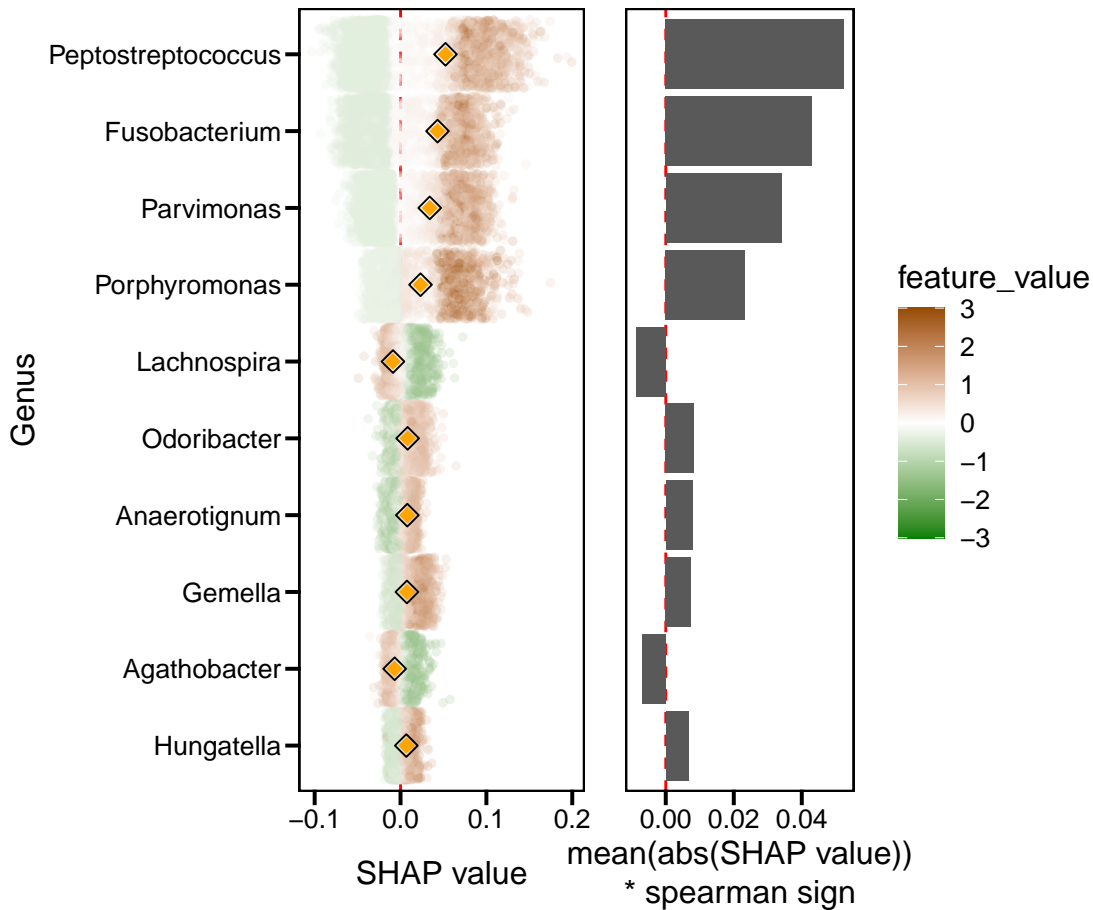 Genus
Peptostreptococcus
Fusobacterium
Parvimonas
Porphyromonas
Lachnospira
Odoribacter
Anaerotignum
Gemella
Agathobacter
Hungatella
−0.1 0.0 0.1 0.2
SHAP value
0.00 0.02 0.04
mean(abs(SHAP value))
* spearman sign
feature_value
3
2
1
0
−1
−2
−3